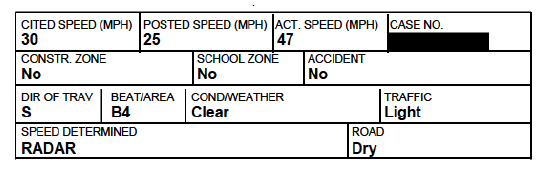 CITED SPEED (MPH) POSTED SPEED (MPH) ACT. SPEED (MPH) CASE NO.
30 25 47
CONSTR. ZONE SCHOOL ZONE ACCIDENT
No No No
DIR OF TRAV BEAT/AREA COND/WEATHER TRAFFIC
S B4 Clear Light
SPEED DETERMINED ROAD
RADAR Dry